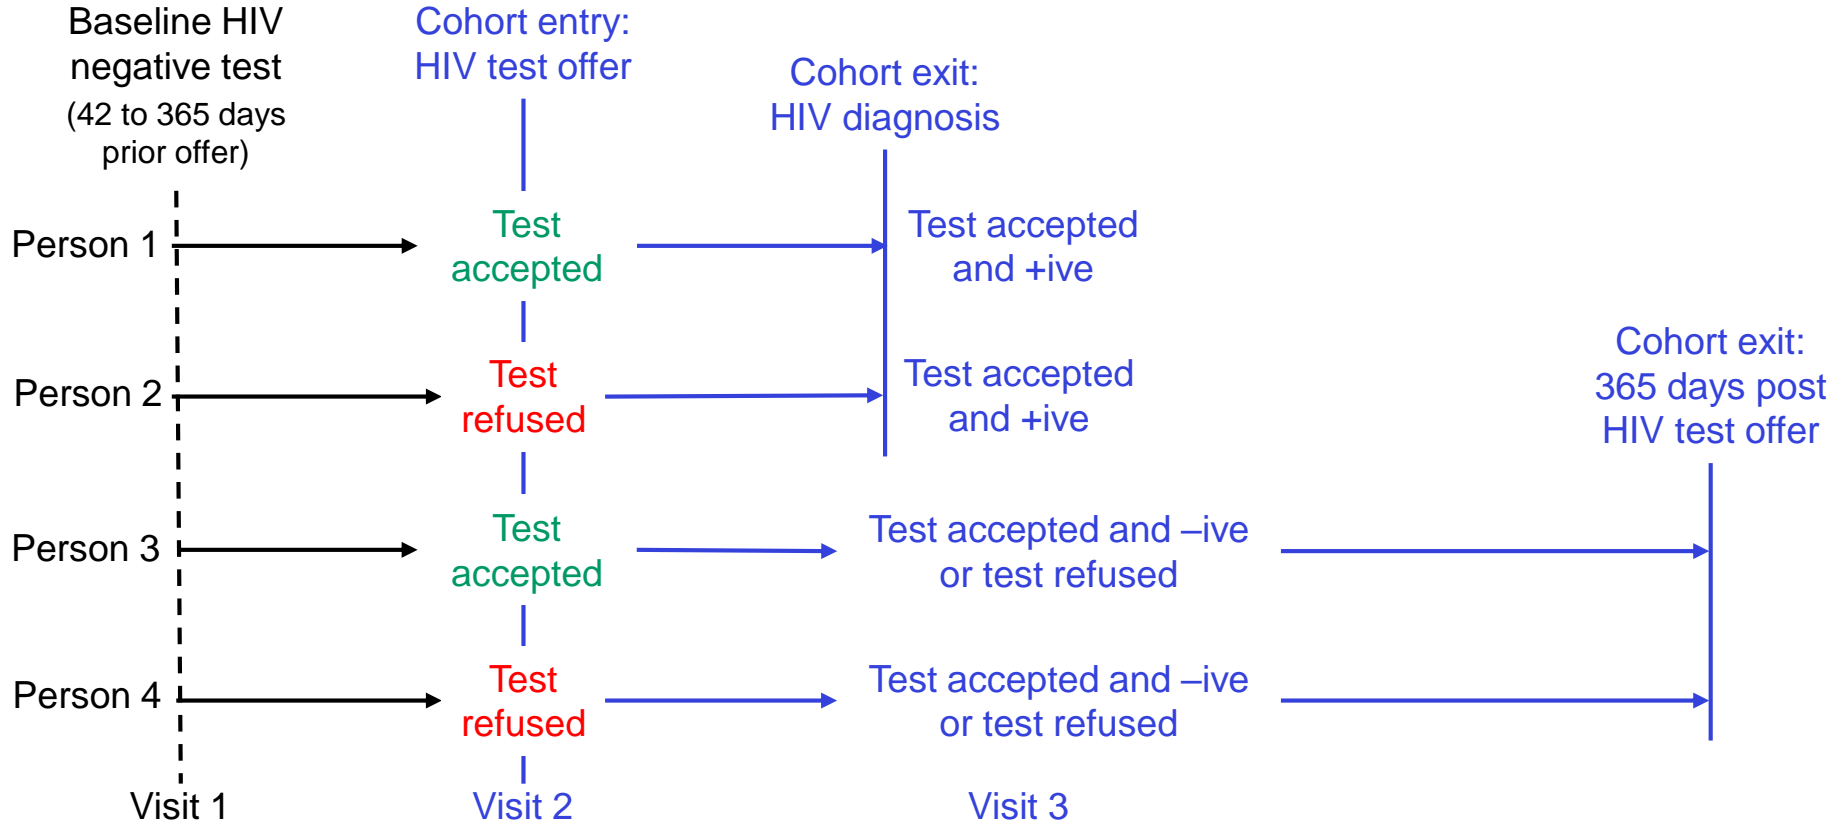 Baseline HIV
negative test
(42 to 365 days
prior offer)
Cohort entry:
HIV test offer
Cohort exit:
HIV diagnosis
Person 1
Test
accepted
Test accepted
and +ive
Person 2
Test
refused
Test accepted
and +ive
Cohort exit:
365 days post
HIV test offer
Person 3
Test
accepted
Test accepted and –ive
or test refused
Person 4
Test
refused
Test accepted and –ive
or test refused
Visit 1
Visit 2
Visit 3